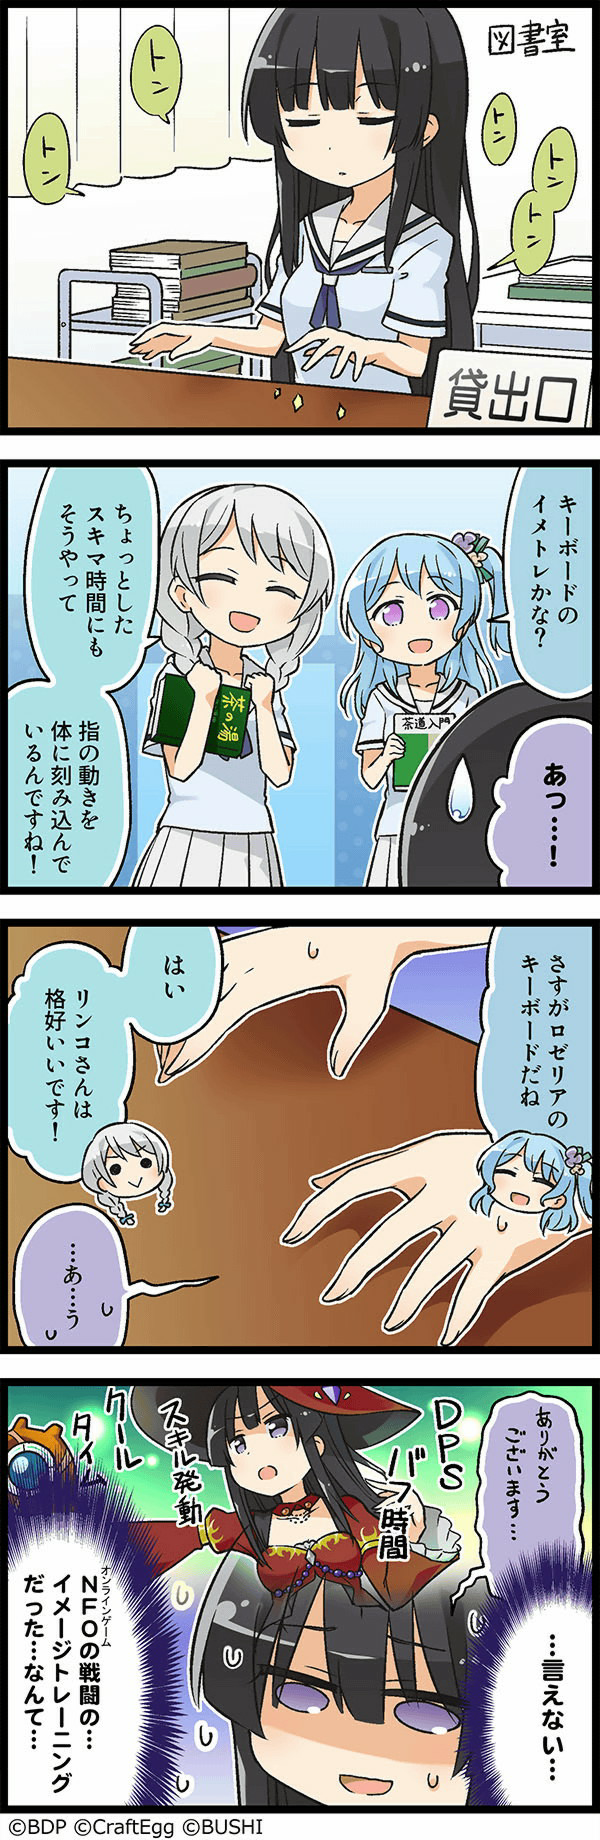 図書室
トン
トン
トン
トン
トン
貸出口
キーボードの
イメトレかな?
ちょっとした
スキマ時間にも
そうやって
指の動きを
体に刻み込んで
いるんですね!
茶の湯
茶道入門
あっ…!
さすがロゼリアの
キーボードだね
はい
リンコさんは
格好いいです!
…あ…う
ありがとう
ございます…
DPS
バフ時間
スキル発動
クール
タイム
…言えない…
オンラインゲーム
NFOの戦闘の…
イメージトレーニング
だった…なんて…
©BDP ©CraftEgg ©BUSHI